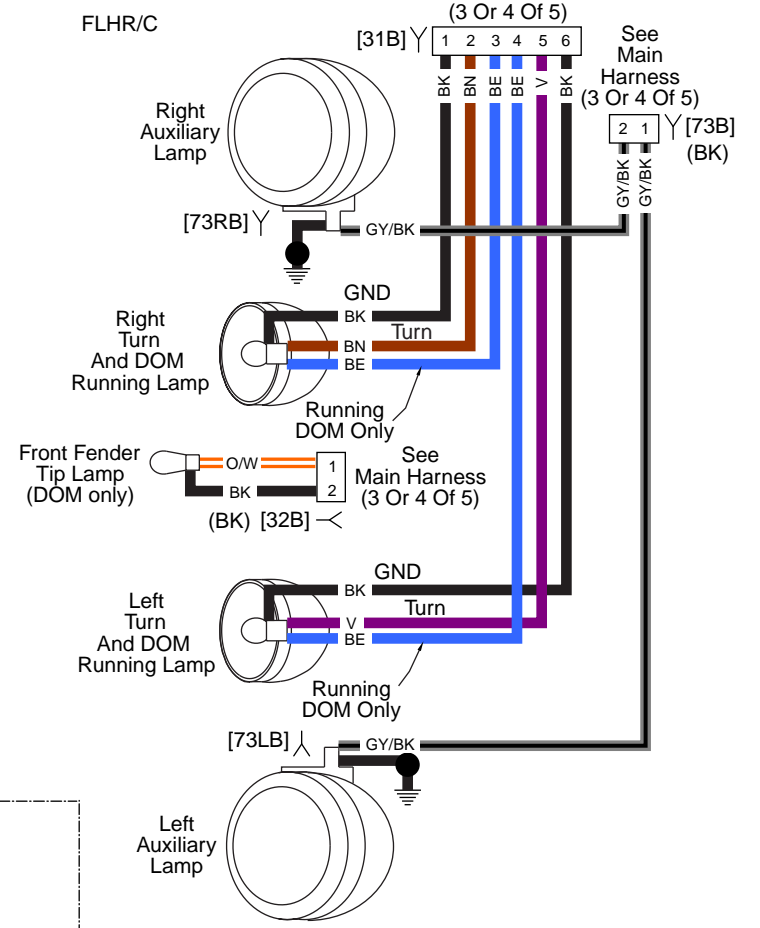 FLHR/C
(3 Or 4 Of 5)
[31B]
1 2 3 4 5 6
BK BN BE BE V BK
See
Main
Harness
(3 Or 4 Of 5)
2 1
[73B]
(BK)
GY/BK GY/BK
Right
Auxiliary
Lamp
[73RB]
GY/BK
GND
BK
Turn
BN
BE
Right
Turn
And DOM
Running Lamp
Running
DOM Only
Front Fender
Tip Lamp
(DOM only)
O/W
1
BK
2
See
Main Harness
(3 Or 4 Of 5)
(BK) [32B]
GND
BK
Turn
V
BE
Left
Turn
And DOM
Running Lamp
Running
DOM Only
[73LB]
GY/BK
Left
Auxiliary
Lamp